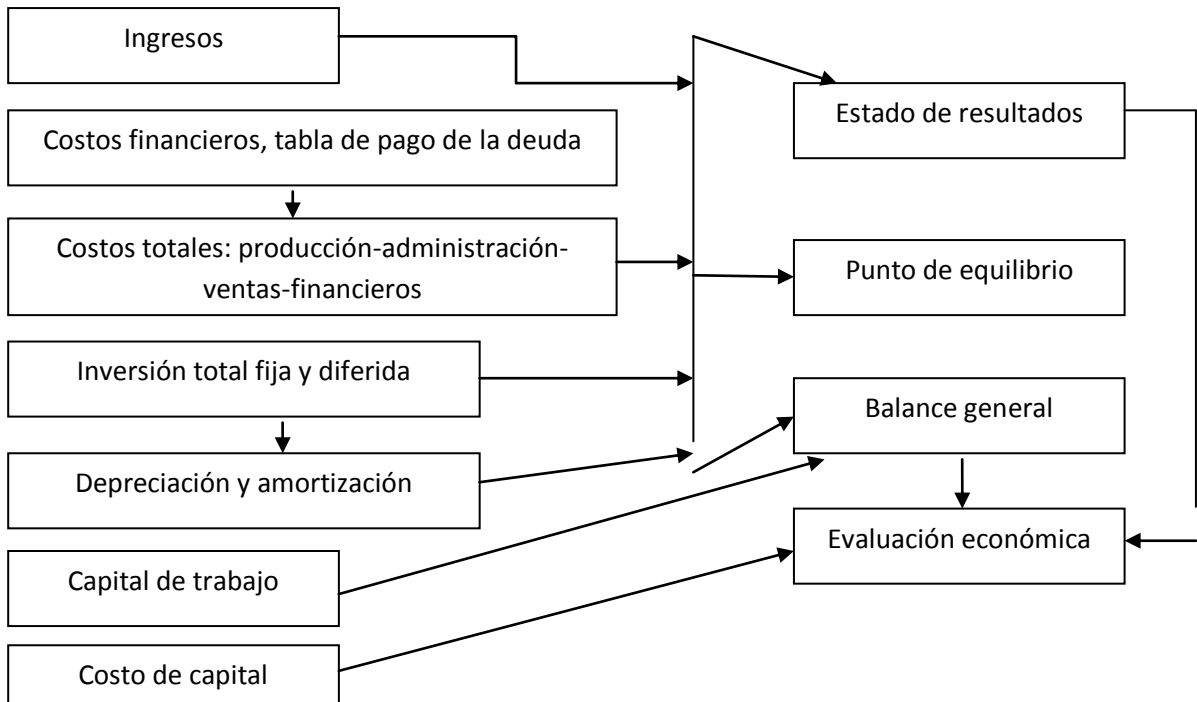 Ingresos
Costos financieros, tabla de pago de la deuda
Costos totales: producción-administración-
ventas-financieros
Inversión total fija y diferida
Depreciación y amortización
Capital de trabajo
Costo de capital
Estado de resultados
Punto de equilibrio
Balance general
Evaluación económica